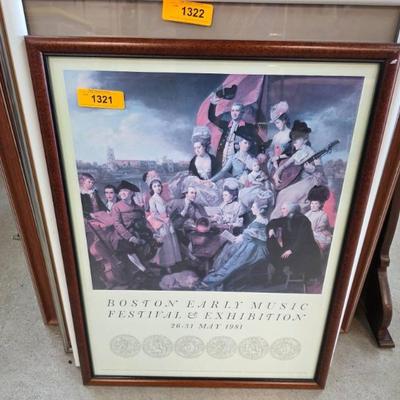 1322
1321
BOSTON EARLY MUSIC
FESTIVAL & EXHIBITION
26-31 MAY 1981